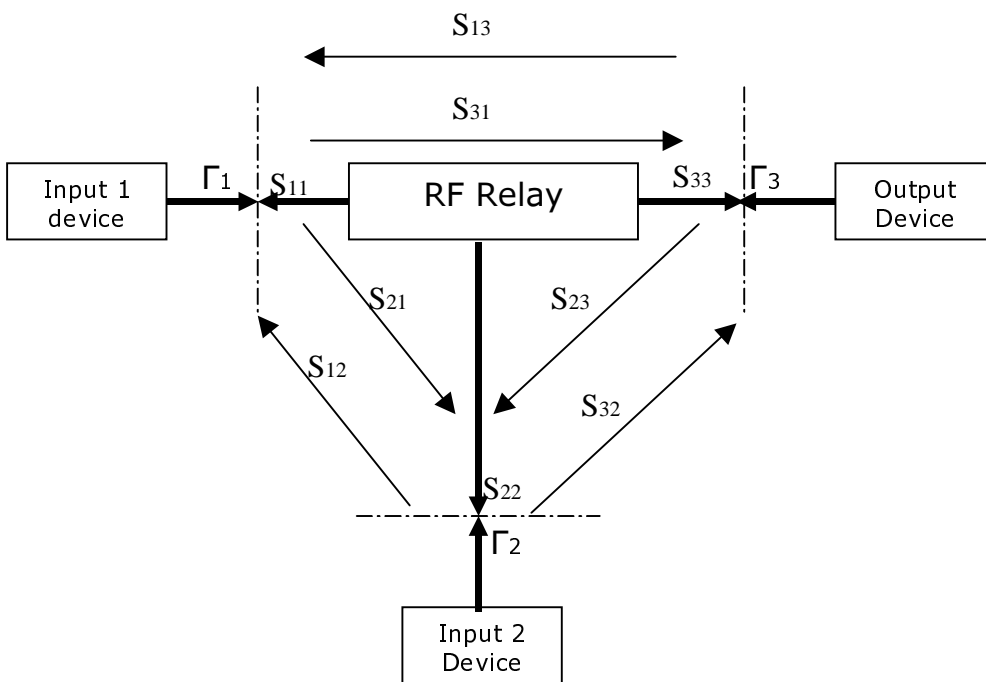 S13
S31
Input 1
device
Γ1
S11
RF Relay
S33
Γ3
Output
Device
S21
S23
S12
S32
S22
Γ2
Input 2
Device